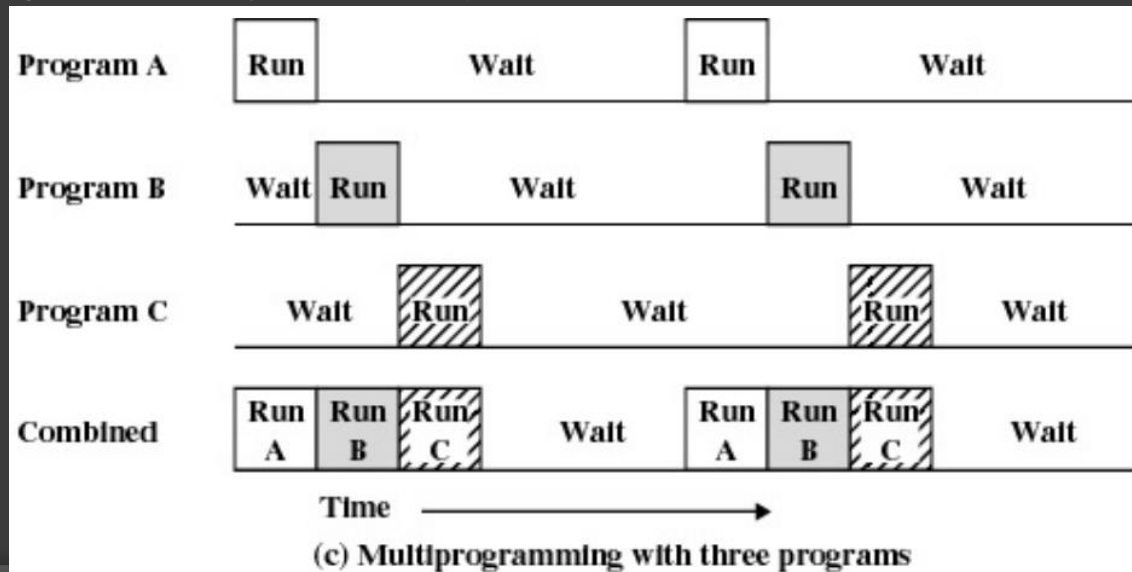 Program A Run Wait Run Wait
Program B Wait Run Wait Run Wait
Program C Wait Run Wait Run Wait
Combined Run A Run B Run C Wait Run A Run B Run C Wait
Time
(c) Multiprogramming with three programs